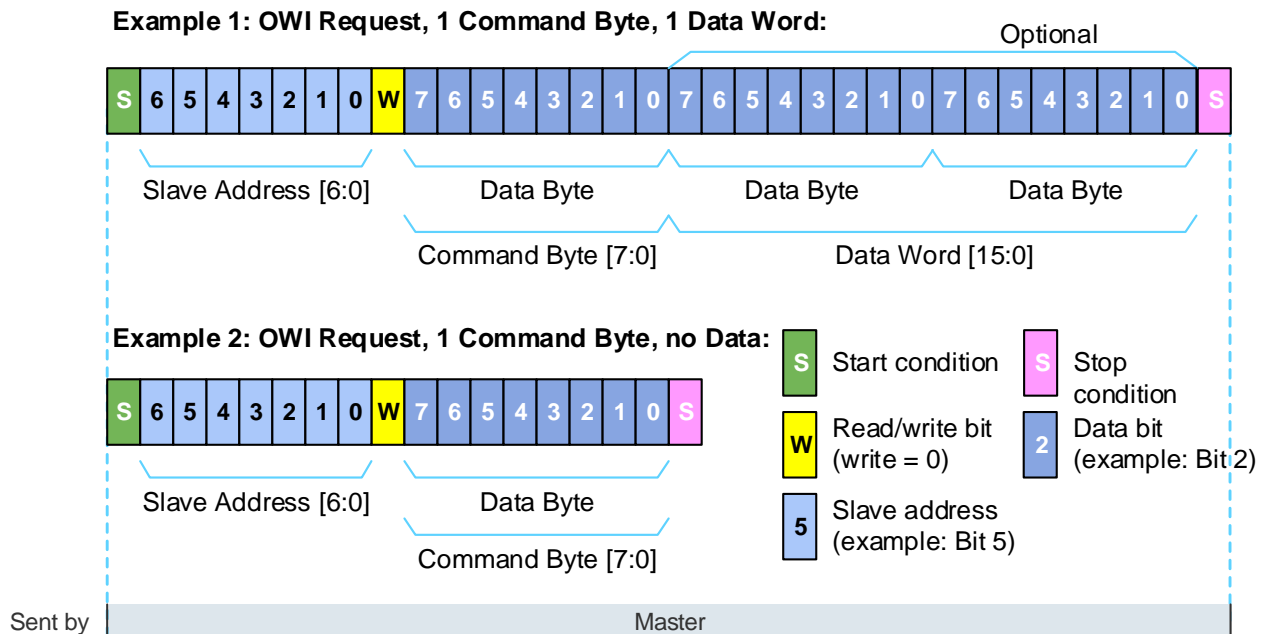 Example 1: OWI Request, 1 Command Byte, 1 Data Word:
Optional
S 6 5 4 3 2 1 0 W 7 6 5 4 3 2 1 0 7 6 5 4 3 2 1 0 7 6 5 4 3 2 1 0 S
Slave Address [6:0] Data Byte Data Byte Data Byte
Command Byte [7:0] Data Word [15:0]
Example 2: OWI Request, 1 Command Byte, no Data:
S 6 5 4 3 2 1 0 W 7 6 5 4 3 2 1 0 S
Slave Address [6:0] Data Byte
Command Byte [7:0]
S Start condition
S Stop
condition
W Read/write bit
(write = 0)
2 Data bit
(example: Bit 2)
5 Slave address
(example: Bit 5)
Sent by Master